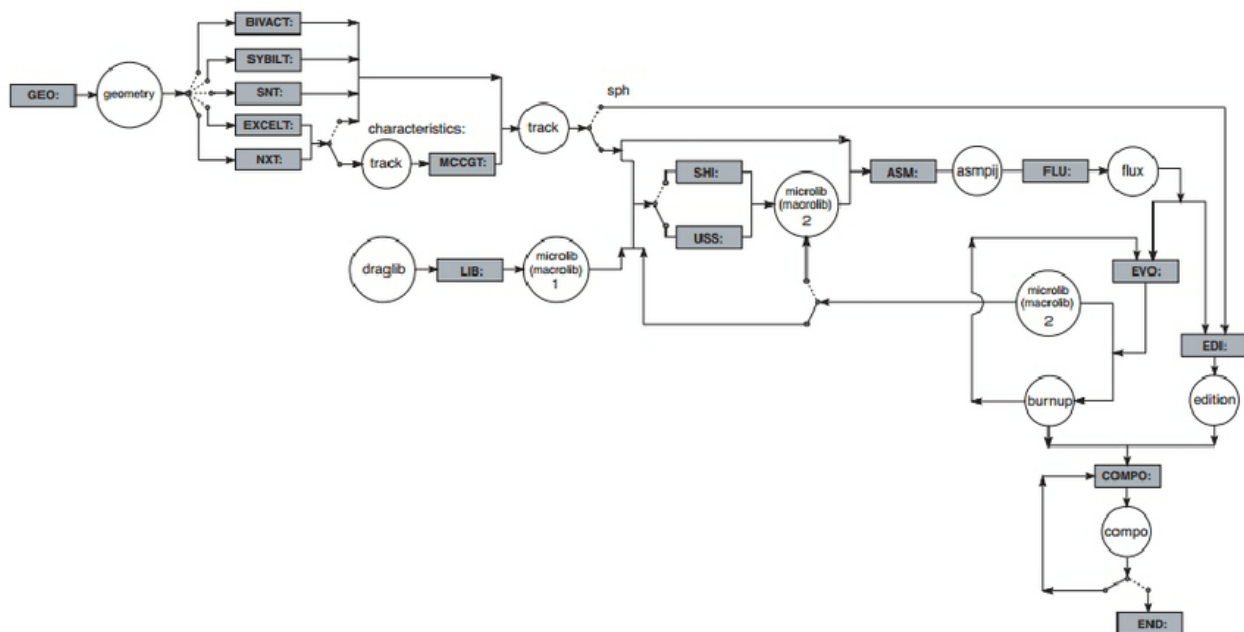 BIVACT:
SYBILT:
SNT:
EXCELT:
NXT:
GEO:
geometry
characteristics:
track
MCCGT:
track
sph
SHI:
USS:
microlib
(macrolib)
2
ASM:
asmpij
FLU:
flux
draglib
LIB:
microlib
(macrolib)
1
EVO:
microlib
(macrolib)
2
EDI:
burnup
edition
COMPO:
compo
END: